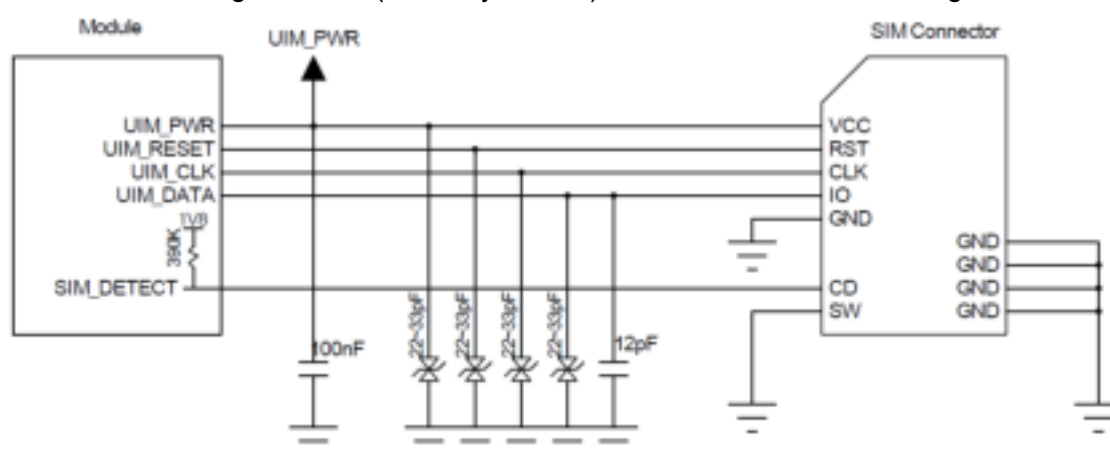 Module
UIM_PWR
SIM Connector
UIM_PWR
UIM_RESET
UIM_CLK
UIM_DATA
1V8
390K
SIM_DETECT
100nF
22~33pF
22~33pF
22~33pF
22~33pF
12pF
VCC
RST
CLK
IO
GND
CD
SW
GND
GND
GND
GND